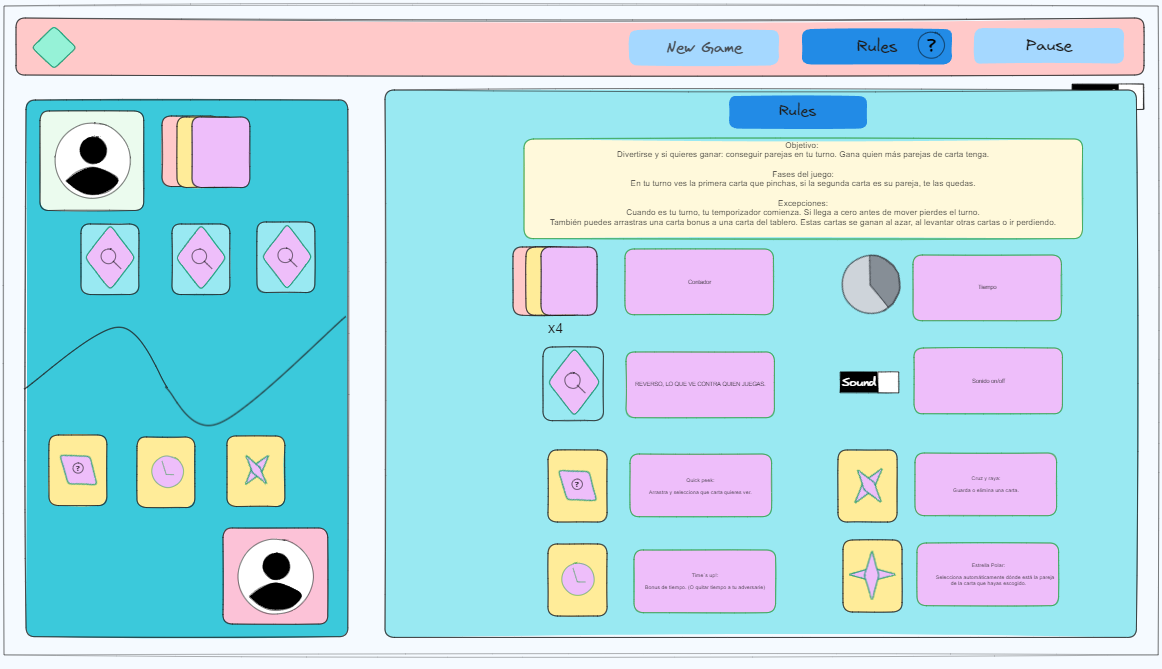 New Game
Rules
?
Pause
Rules
Objetivo:
Divertirse y si quieres ganar: conseguir parejas en tu turno. Gana quien más parejas de carta tenga.
Fases del juego:
En tu turno ves la primera carta que pinchas, si la segunda carta es su pareja, te las quedas.
Excepciones:
Cuando es tu turno, tu temporizador comienza. Si llega a cero antes de mover pierdes el turno.
También puedes arrastras una carta bonus a una carta del tablero. Estas cartas se ganan al azar, al levantar otras cartas o ir perdiendo.
Contador
Tiempo
x4
REVERSO, LO QUE VE CONTRA QUIEN JUEGAS.
Sound
Sonido on/off
?
?
Quick pees:
Arrastra y selecciona que carta quieres ver.
Cruz y raya:
Guarda o elimina una carta.
Time´s up!:
Bonus de tiempo. (O quitar tiempo a tu adversario)
Estrella Polar:
Selecciona automáticamente dónde está la pareja
de la carta que hayas escogido.